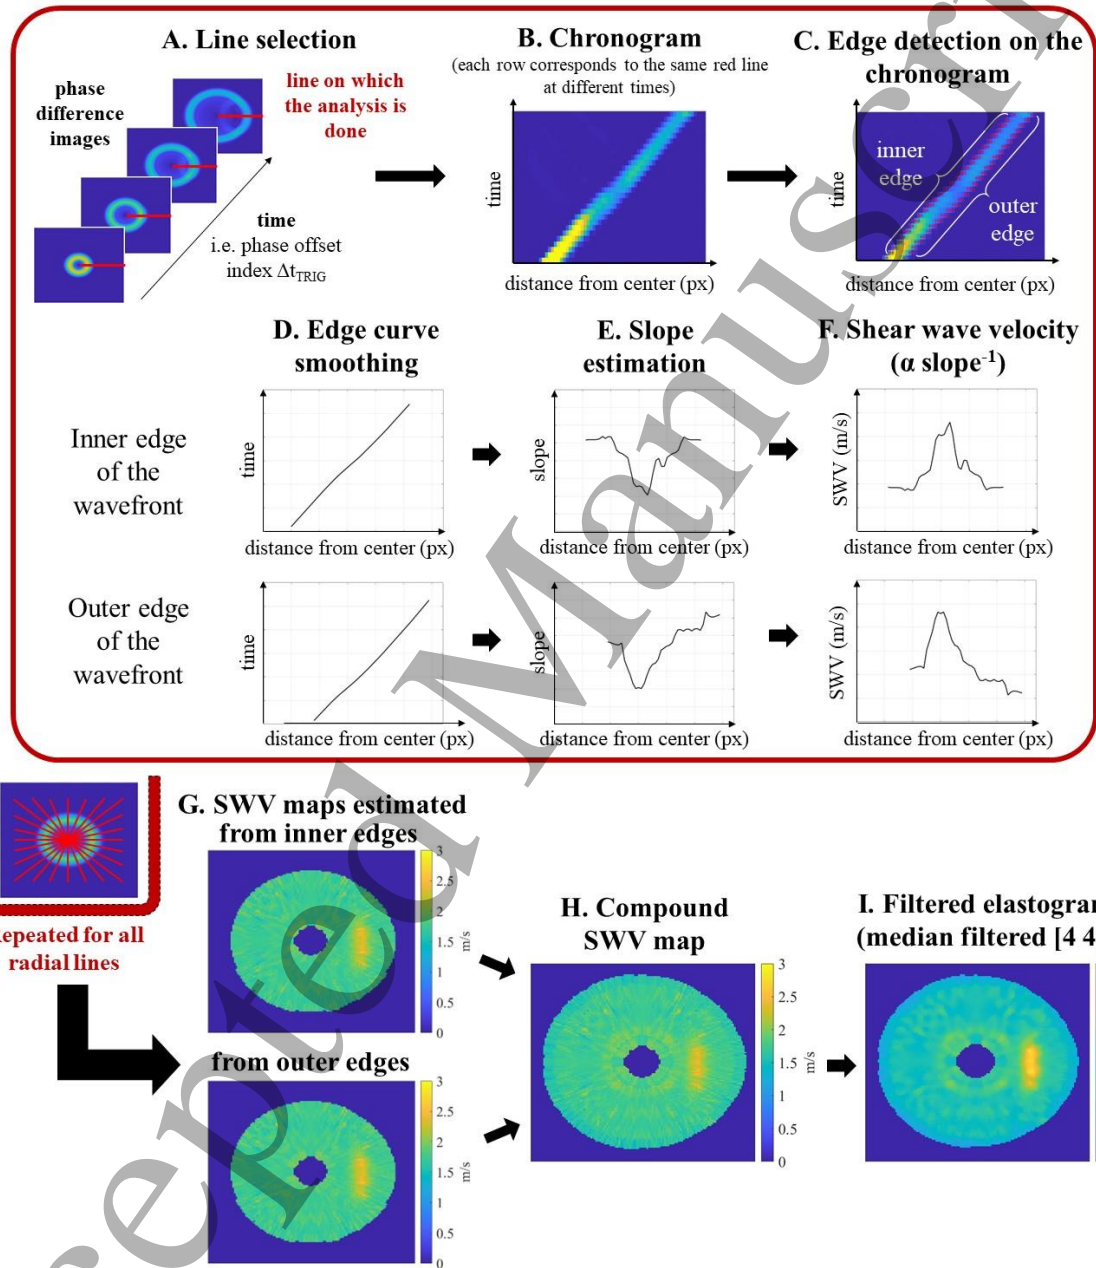 A. Line selection
phase
difference
images
line on which
the analysis is
done
time
i.e. phase offset
index Δt_TRIG
B. Chronogram
(each row corresponds to the same red line
at different times)
time
distance from center (px)
C. Edge detection on the
chronogram
time
inner
edge
outer
edge
distance from center (px)
D. Edge curve
smoothing
E. Slope
estimation
F. Shear wave velocity
(α slope⁻¹)
Inner edge
of the
wavefront
time
distance from center (px)
slope
distance from center (px)
SWV (m/s)
distance from center (px)
Outer edge
of the
wavefront
time
distance from center (px)
slope
distance from center (px)
SWV (m/s)
distance from center (px)
Repeated for all
radial lines
G. SWV maps estimated
from inner edges
3
2.5
2
1.5
1
0.5
0
m/s
from outer edges
3
2.5
2
1.5
1
0.5
0
m/s
H. Compound
SWV map
3
2.5
2
1.5
1
0.5
0
m/s
I. Filtered elastogram
(median filtered [4 4
epted Manuscri